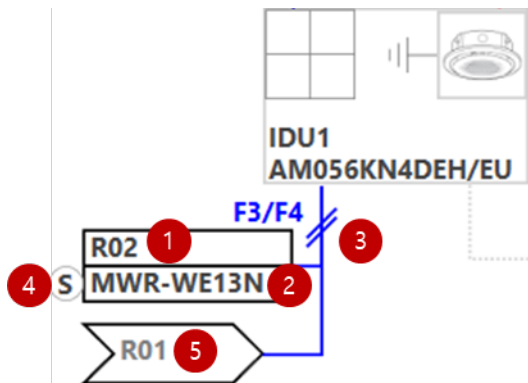 IDU1
AM056KN4DEH/EU
F3/F4
R02 1
3
4 S MWR-WE13N 2
R01 5